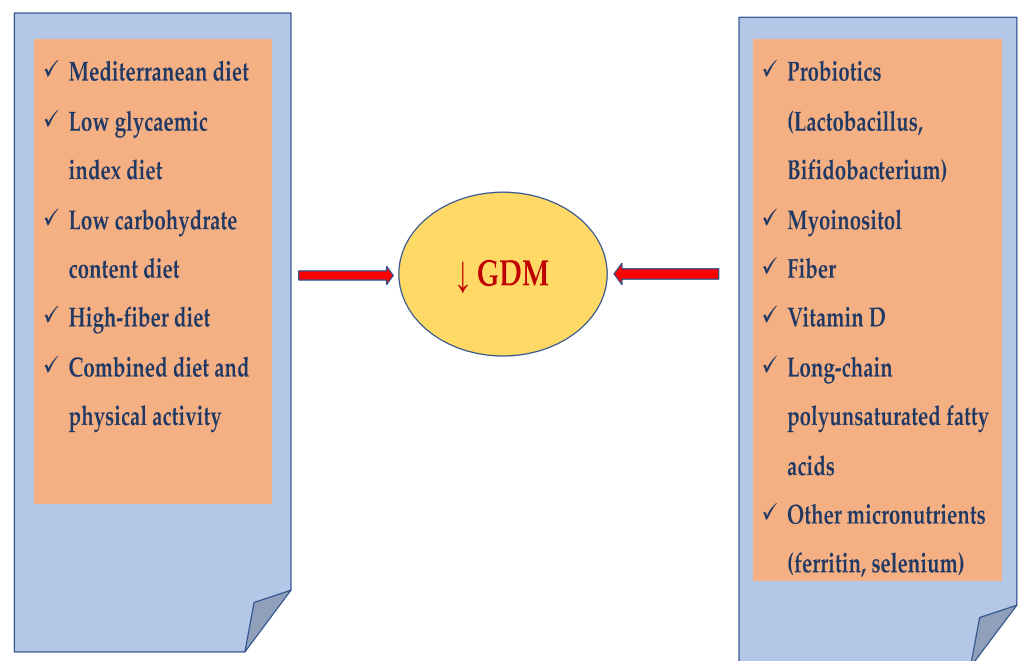 ✓ Mediterranean diet
✓ Low glycaemic
index diet
✓ Low carbohydrate
content diet
✓ High-fiber diet
✓ Combined diet and
physical activity
↓ GDM
✓ Probiotics
(Lactobacillus,
Bifidobacterium)
✓ Myoinositol
✓ Fiber
✓ Vitamin D
✓ Long-chain
polyunsaturated fatty
acids
✓ Other micronutrients
(ferritin, selenium)